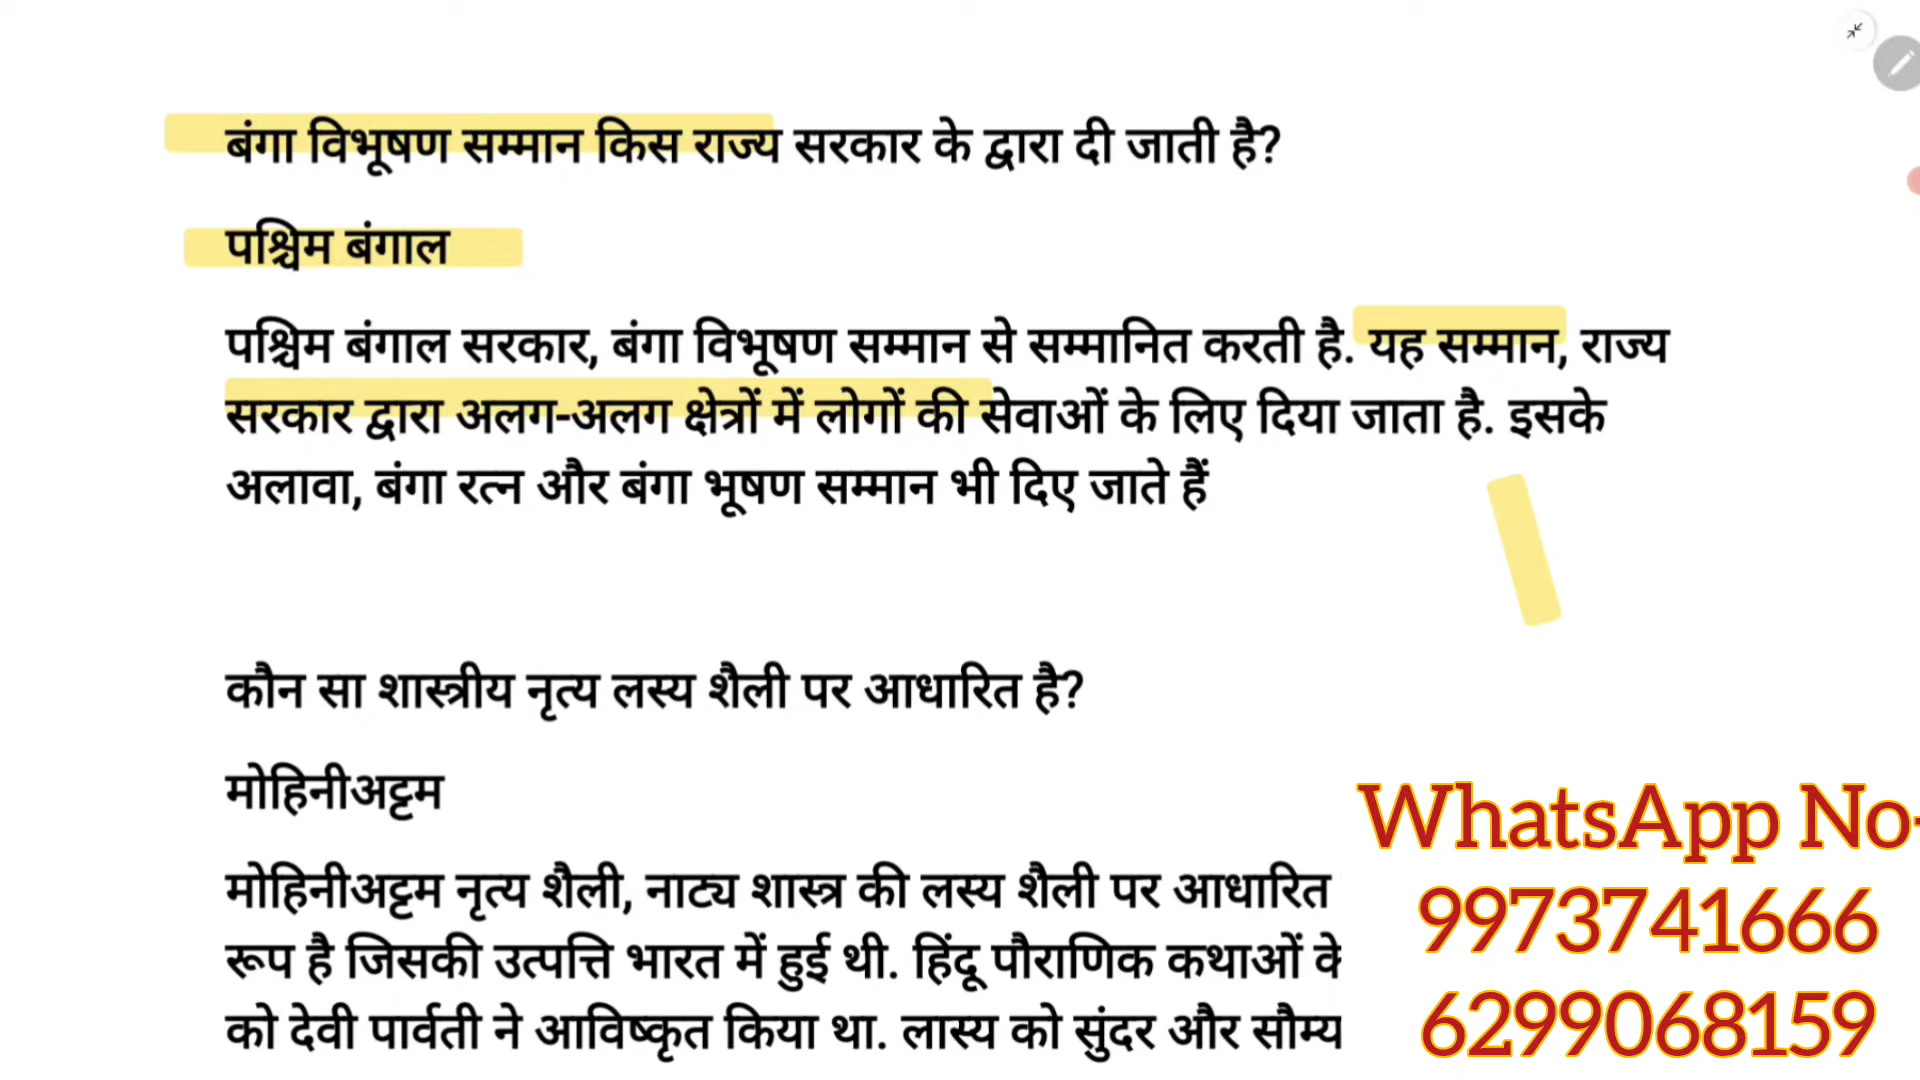 बंगा विभूषण सम्मान किस राज्य सरकार के द्वारा दी जाती है?
पश्चिम बंगाल
पश्चिम बंगाल सरकार, बंगा विभूषण सम्मान से सम्मानित करती है. यह सम्मान, राज्य
सरकार द्वारा अलग-अलग क्षेत्रों में लोगों की सेवाओं के लिए दिया जाता है. इसके
अलावा, बंगा रत्न और बंगा भूषण सम्मान भी दिए जाते हैं
कौन सा शास्त्रीय नृत्य लस्य शैली पर आधारित है?
मोहिनीअट्टम
मोहिनीअट्टम नृत्य शैली, नाट्य शास्त्र की लस्य शैली पर आधारित
रूप है जिसकी उत्पत्ति भारत में हुई थी. हिंदू पौराणिक कथाओं के
को देवी पार्वती ने आविष्कृत किया था. लास्य को सुंदर और सौम्य
WhatsApp No-
9973741666
6299068159